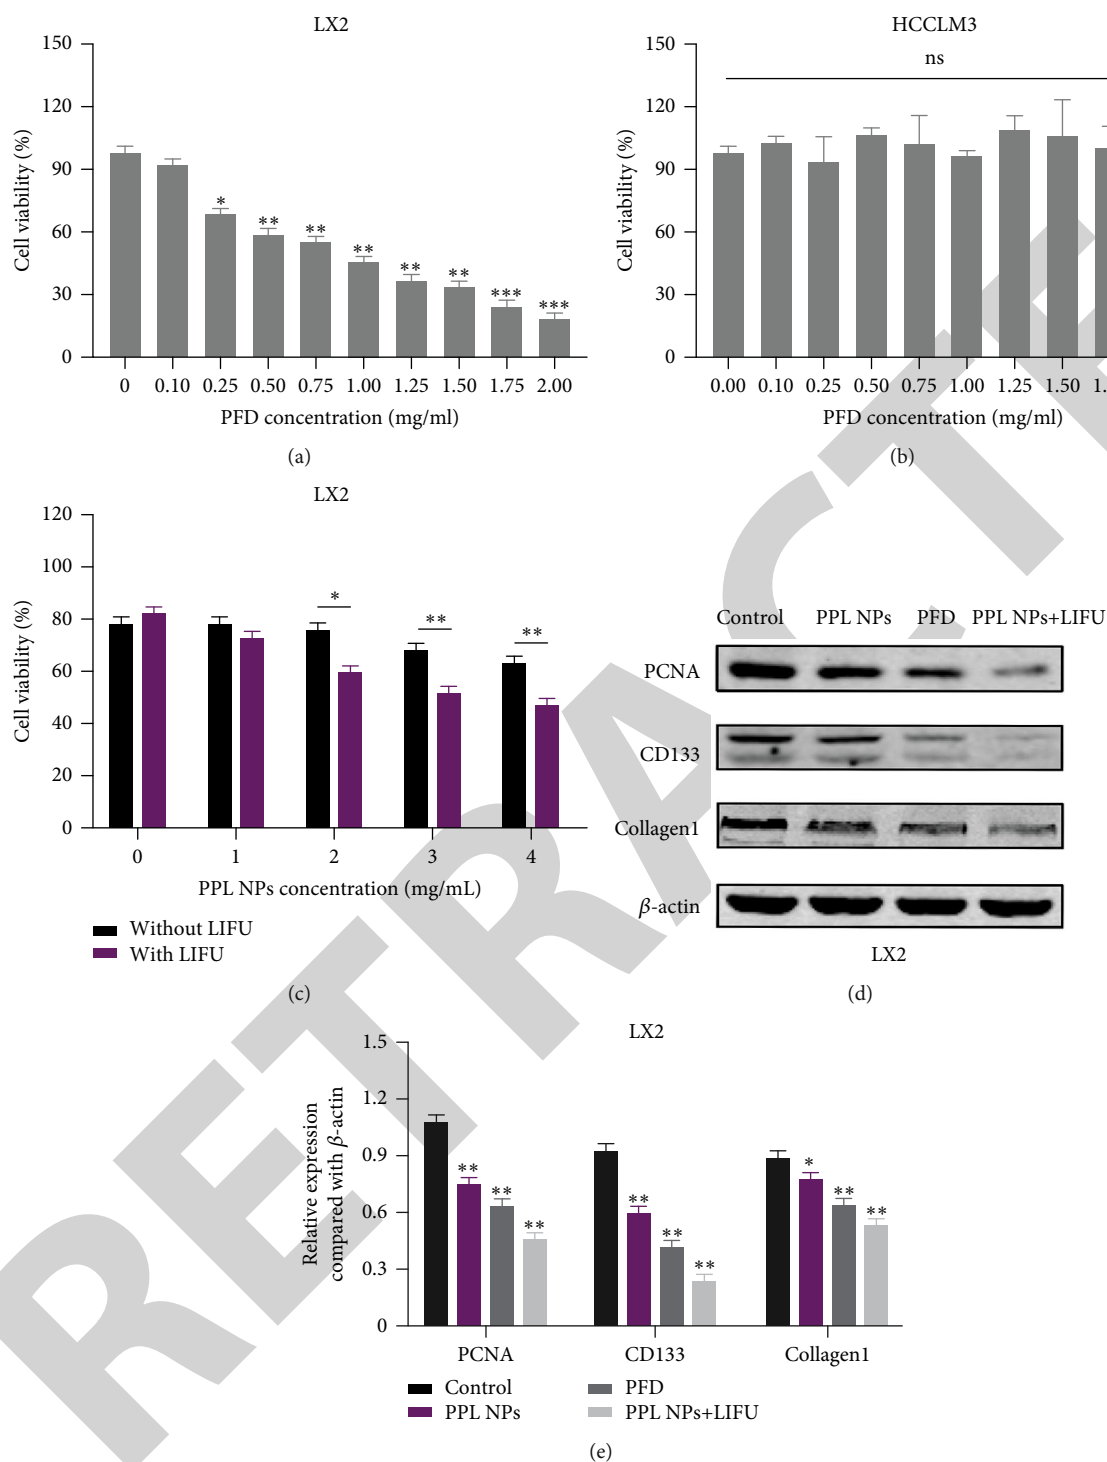 LX2
150
120
90
60
30
0
Cell viability (%)
*
**
**
**
**
**
***
***
0 0.10 0.25 0.50 0.75 1.00 1.25 1.50 1.75 2.00
PFD concentration (mg/ml)
(a)
HCCLM3
150
120
90
60
30
0
Cell viability (%)
ns
0.00 0.10 0.25 0.50 0.75 1.00 1.25 1.50 1.
PFD concentration (mg/ml)
(b)
LX2
120
100
80
60
40
20
0
Cell viability (%)
*
**
**
0 1 2 3 4
PPL NPs concentration (mg/mL)
Without LIFU
With LIFU
(c)
Control PPL NPs PFD PPL NPs+LIFU
PCNA
CD133
Collagen1
β-actin
LX2
(d)
LX2
1.5
1.2
0.9
0.6
0.3
0
Relative expression
compared with β-actin
** ** **
** ** **
* ** **
PCNA CD133 Collagen1
Control PFD
PPL NPs PPL NPs+LIFU
(e)
RETRACTE